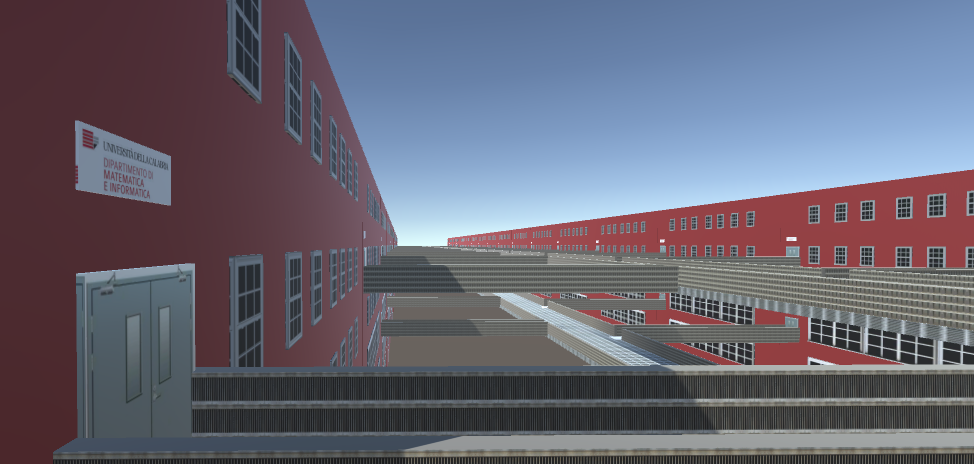 UNIVERSITÀ DELLA CALABRIA
DIPARTIMENTO DI
MATEMATICA
E INFORMATICA